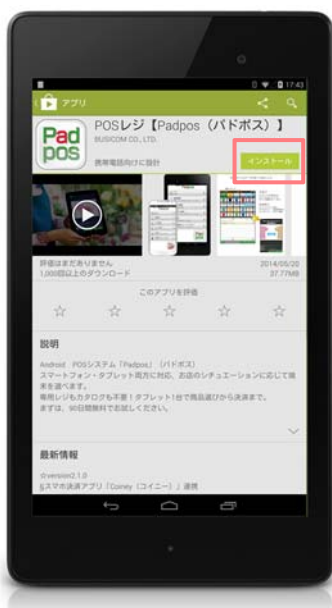 17:43
アプリ
Pad
pos
POSレジ【Padpos（パドポス）】
BUSICOM CO., LTD.
携帯電話向けに設計
インストール
評価はまだありません
2014/05/20
1,000回以上のダウンロード
37.77MB
このアプリを評価
説明
Android POSシステム「Padpos」（パドポス）
スマートフォン・タブレット両方に対応、お店のシチュエーションに応じて端
末を選べます。
専用レジもカタログも不要！タブレット1台で商品選びから決済まで。
まずは、90日間無料でお試しください。
最新情報
☆version2.1.0
スマホ決済アプリ「Coiney（コイニー）」連携